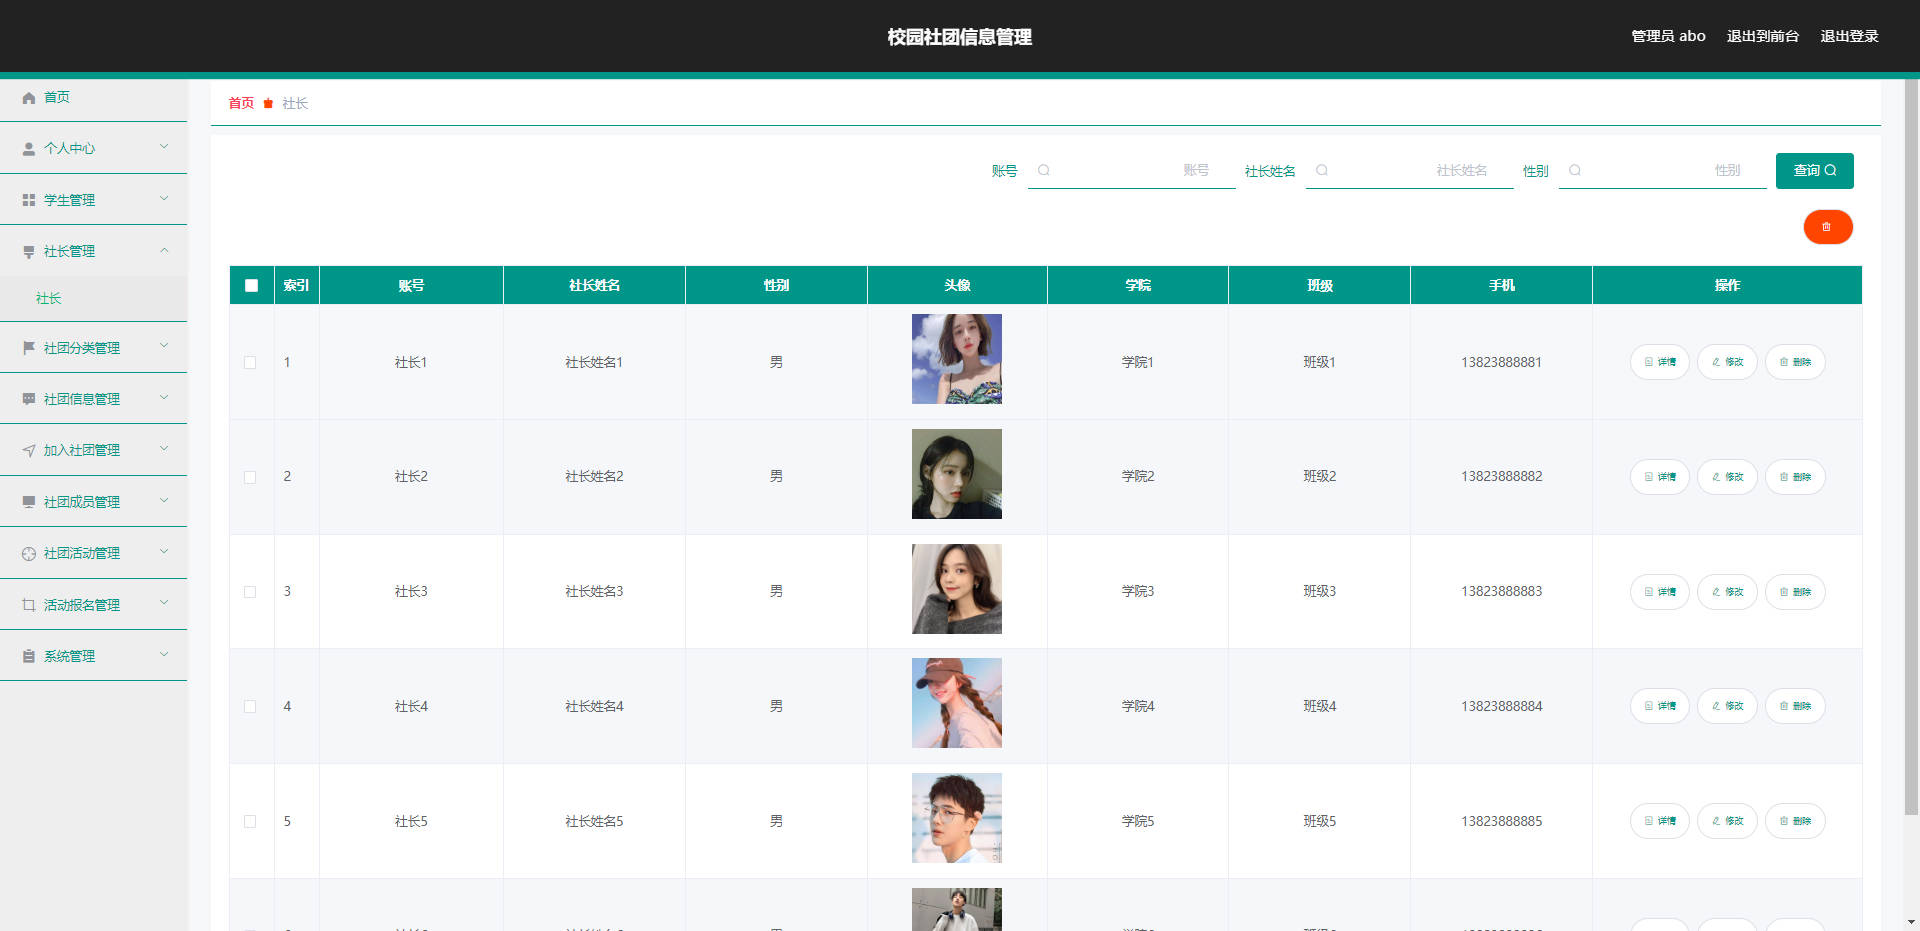 校园社团信息管理
管理员 abo 退出到前台 退出登录
首页
个人中心
学生管理
社长管理
社长
社团分类管理
社团信息管理
加入社团管理
社团成员管理
社团活动管理
活动报名管理
系统管理
首页 社长
账号 账号 社长姓名 社长姓名 性别 性别 查询
索引 账号 社长姓名 性别 头像 学院 班级 手机 操作
1 社长1 社长姓名1 男 学院1 班级1 13823888881 详情 修改 删除
2 社长2 社长姓名2 男 学院2 班级2 13823888882 详情 修改 删除
3 社长3 社长姓名3 男 学院3 班级3 13823888883 详情 修改 删除
4 社长4 社长姓名4 男 学院4 班级4 13823888884 详情 修改 删除
5 社长5 社长姓名5 男 学院5 班级5 13823888885 详情 修改 删除